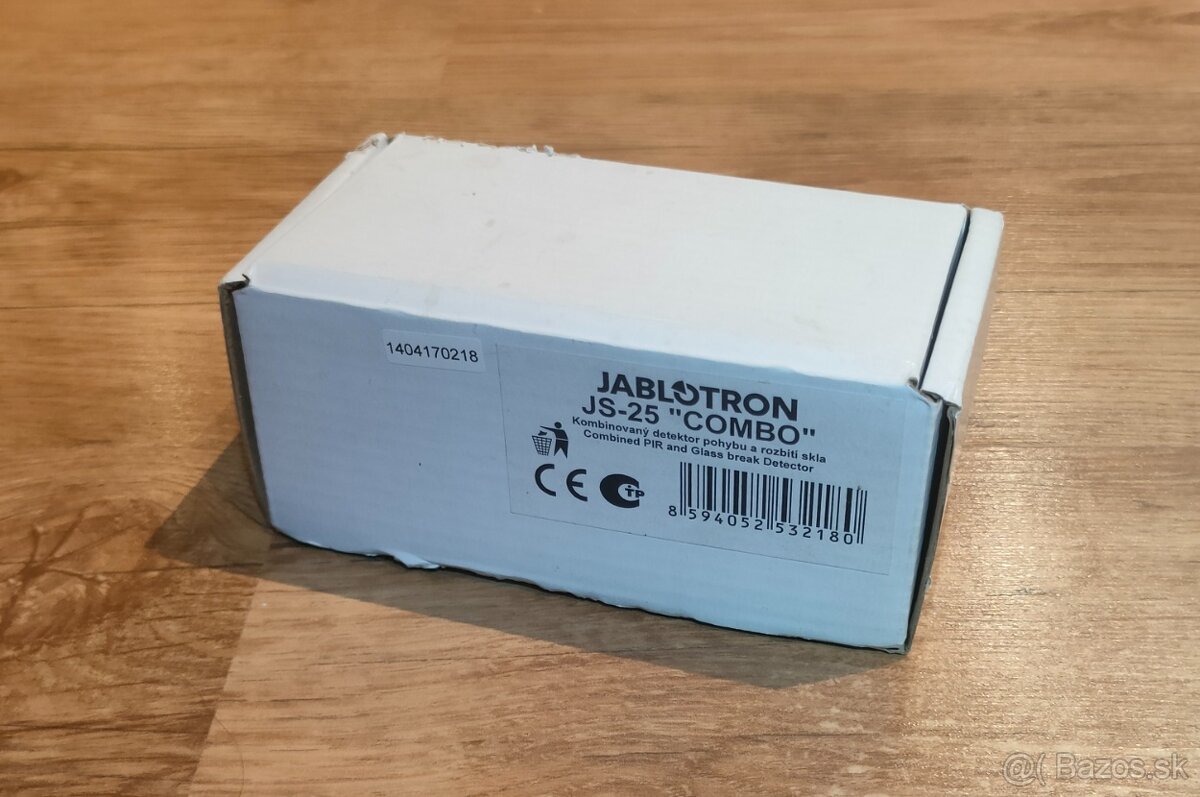 1404170218
JABLOTRON
JS-25 "COMBO"
Kombinovaný detektor pohybu a rozbití skla
Combined PIR and Glass break Detector
CE
CTP
8 594052 532180
@( Bazos.sk